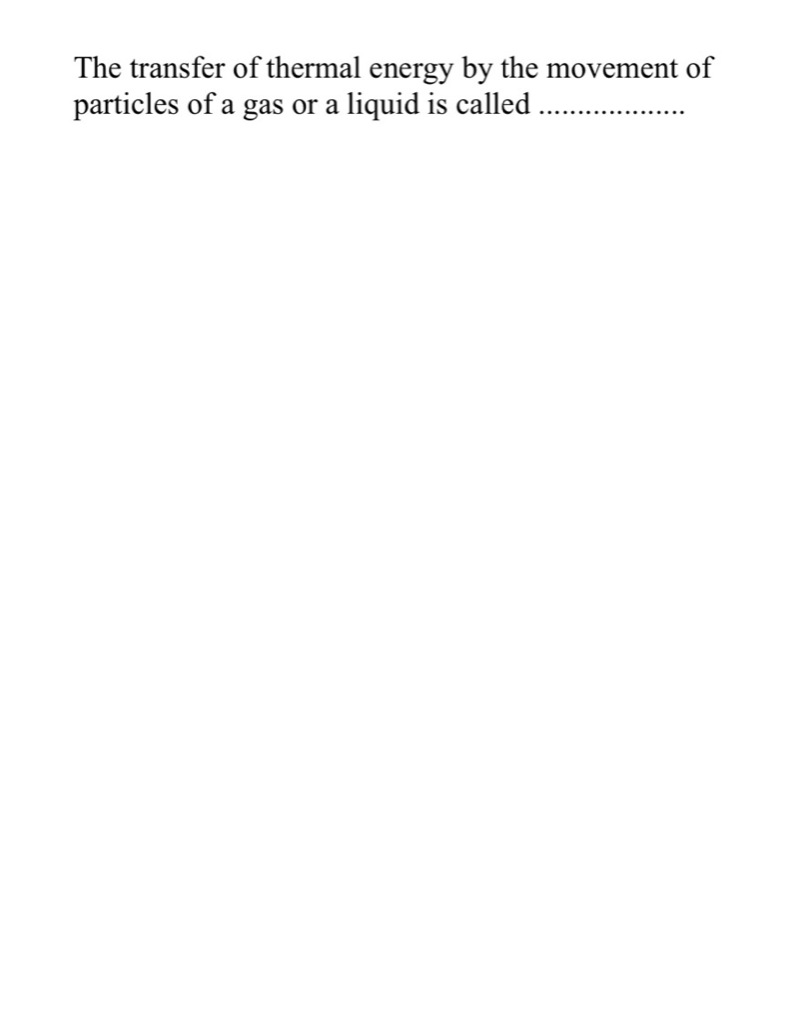 The transfer of thermal energy by the movement of
particles of a gas or a liquid is called ...................